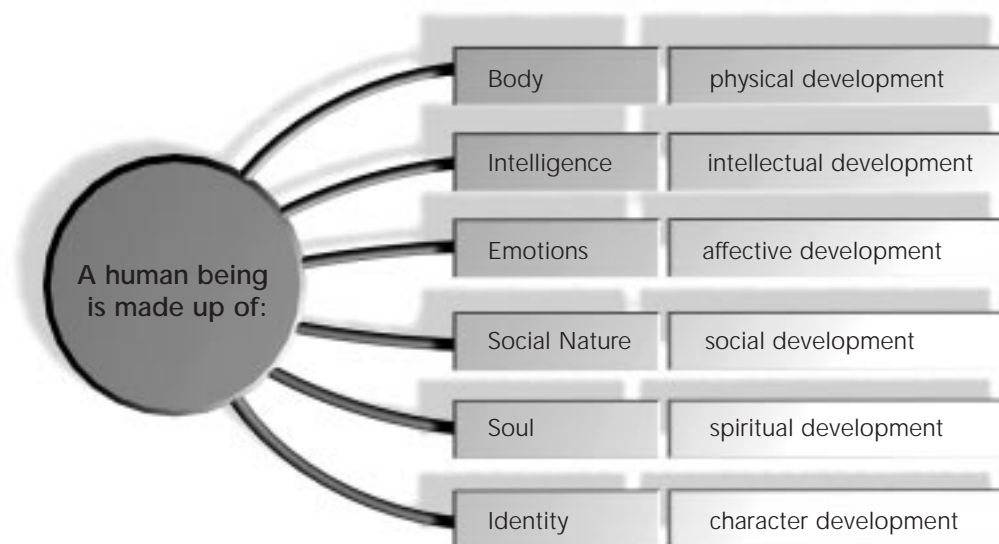 A human being
is made up of:
Body physical development
Intelligence intellectual development
Emotions affective development
Social Nature social development
Soul spiritual development
Identity character development